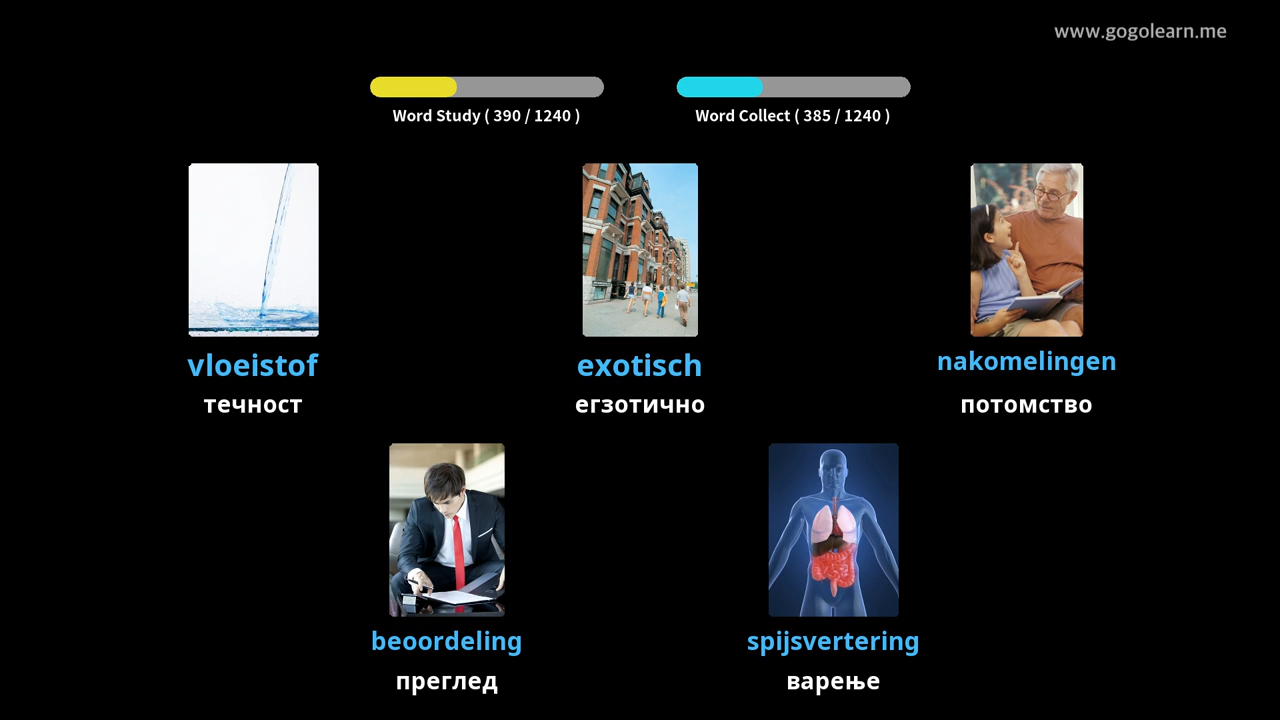 www.gogolearn.me
Word Study ( 390 / 1240 )
Word Collect ( 385 / 1240 )
vloeistof
exotisch
nakomelingen
течност
егзотично
потомство
beoordeling
spijsvertering
преглед
варење